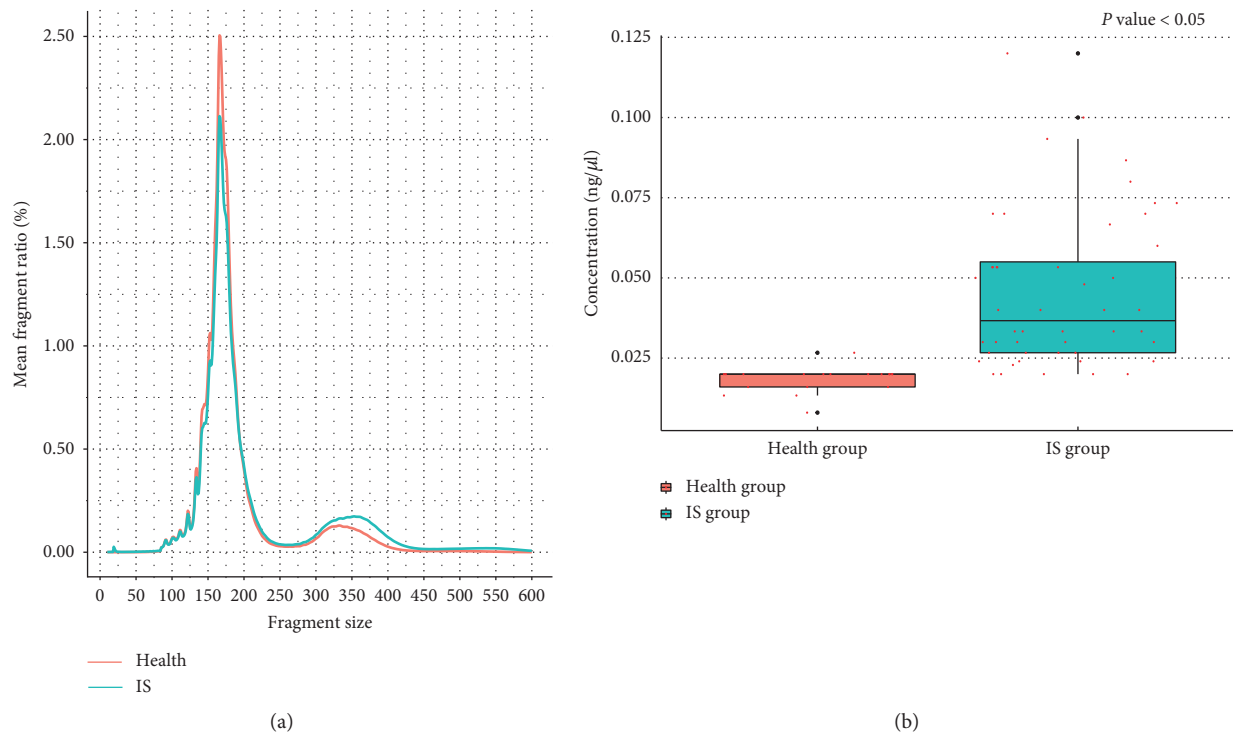 Mean fragment ratio (%)
2.50
2.00
1.50
1.00
0.50
0.00
0 50 100 150 200 250 300 350 400 450 500 550 600
Fragment size
Health
IS
(a)
P value < 0.05
Concentration (ng/μl)
0.125
0.100
0.075
0.050
0.025
Health group IS group
Health group
IS group
(b)